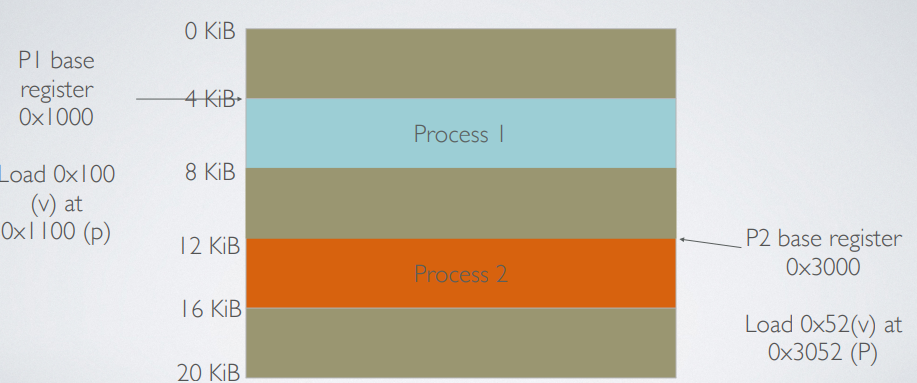 P1 base
register
0x1000
Load 0x100
(v) at
0x1100 (p)
0 KiB
4 KiB
8 KiB
12 KiB
16 KiB
20 KiB
Process 1
Process 2
P2 base register
0x3000
Load 0x52(v) at
0x3052 (P)